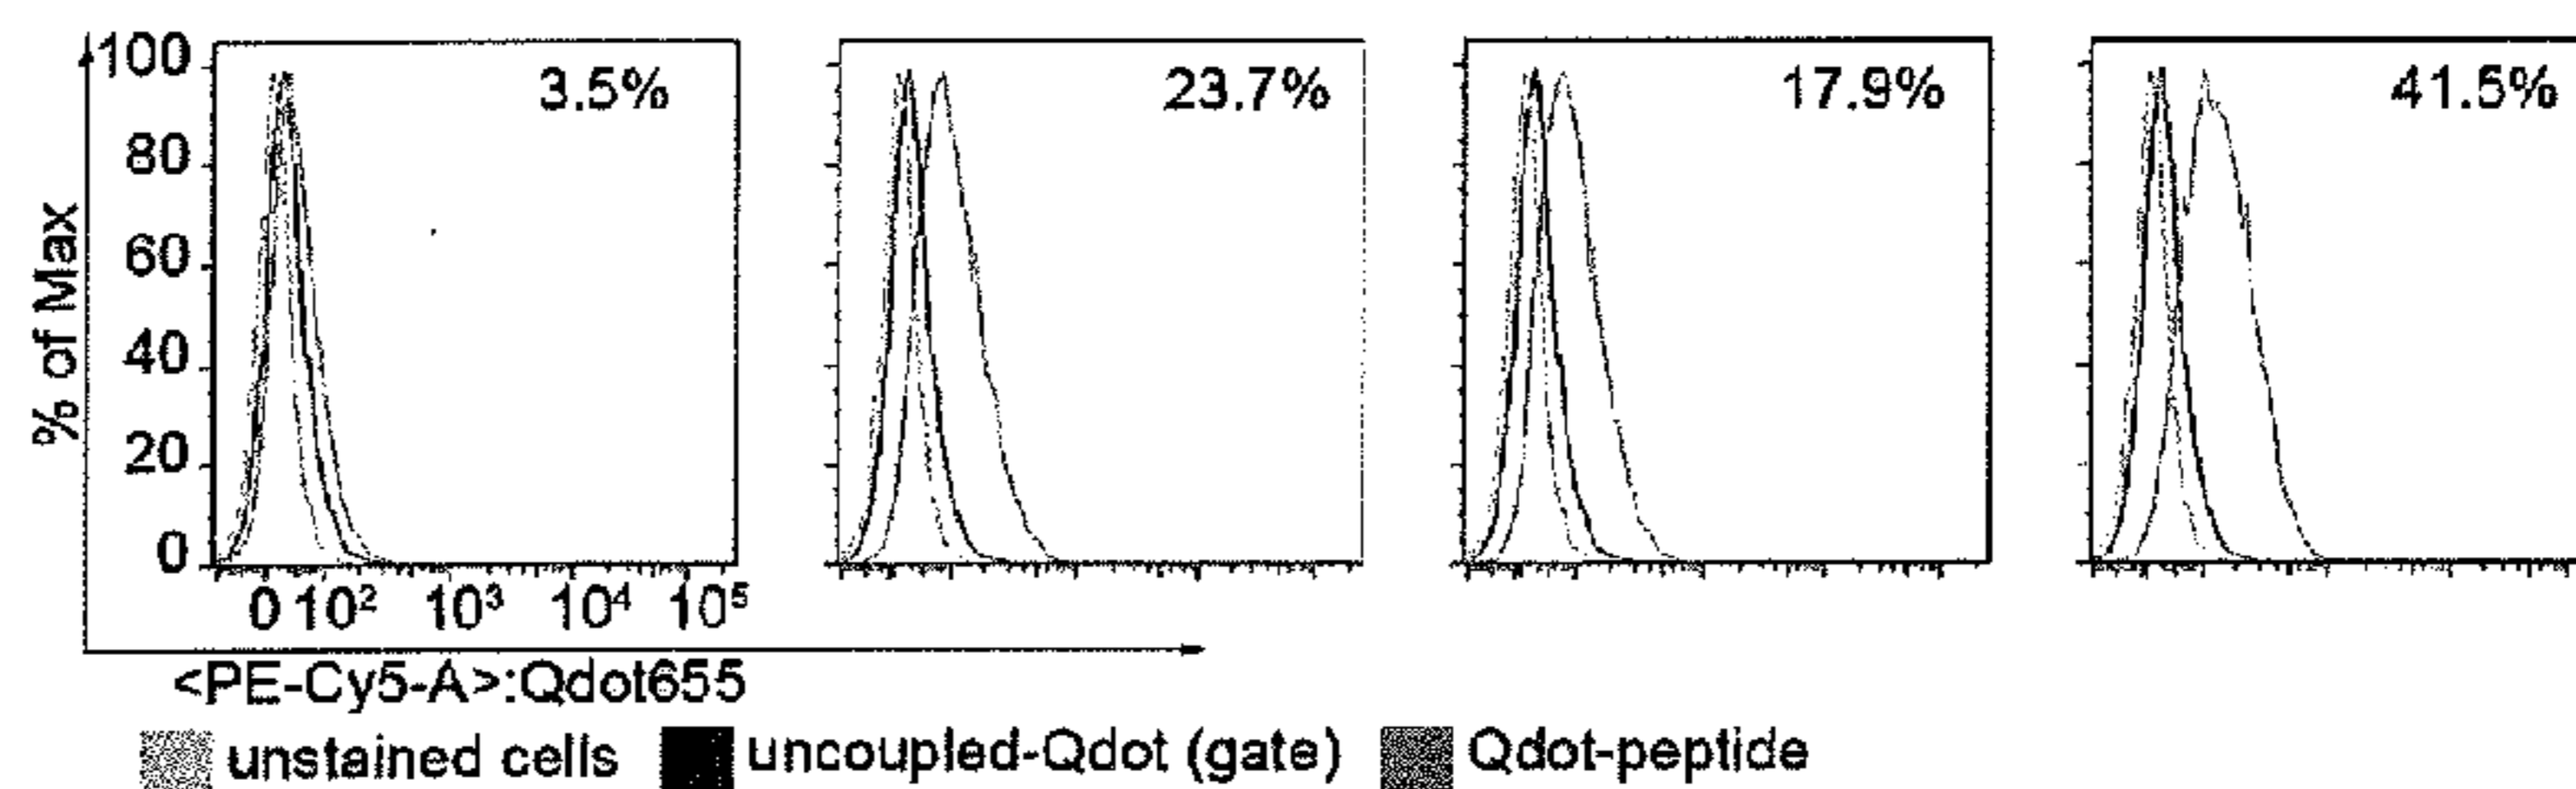 % of Max
100
80
60
40
20
0
3.5%
23.7%
17.9%
41.5%
0 10² 10³ 10⁴ 10⁵
<PE-Cy5-A>:Qdot655
unstained cells uncoupled-Qdot (gate) Qdot-peptide